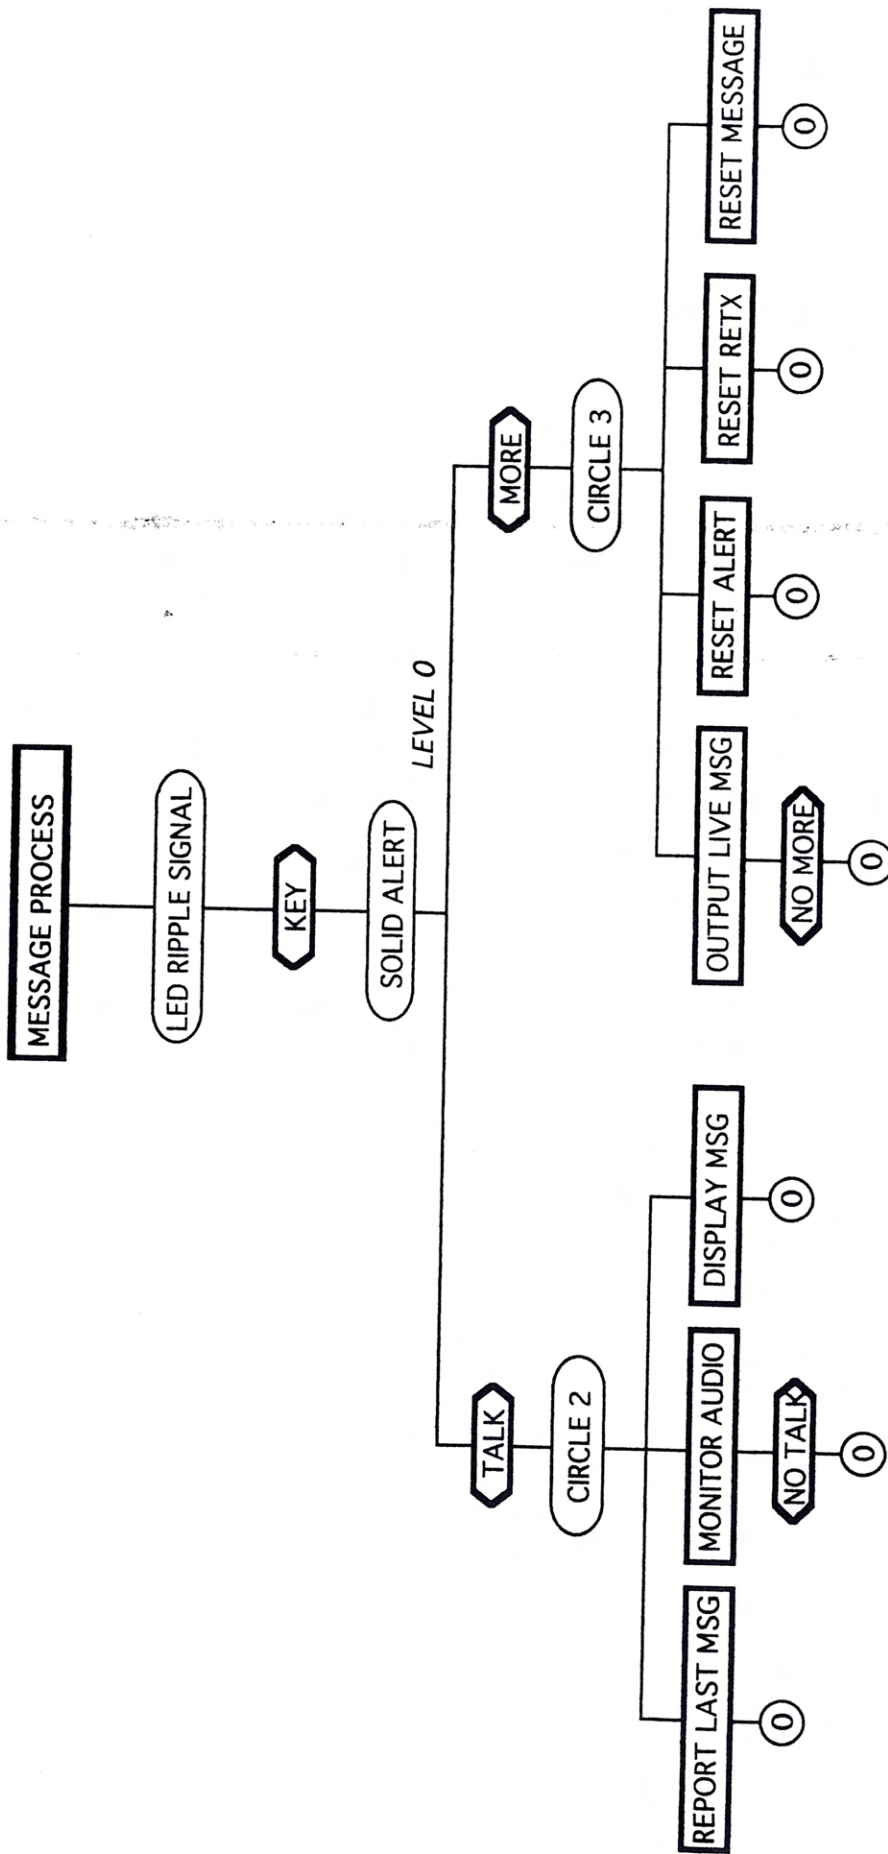 MESSAGE PROCESS
LED RIPPLE SIGNAL
KEY
SOLID ALERT
LEVEL 0
TALK
MORE
CIRCLE 2
CIRCLE 3
REPORT LAST MSG
MONITOR AUDIO
DISPLAY MSG
OUTPUT LIVE MSG
RESET ALERT
RESET RETX
RESET MESSAGE
0
NO TALK
0
0
NO MORE
0
0
0
0